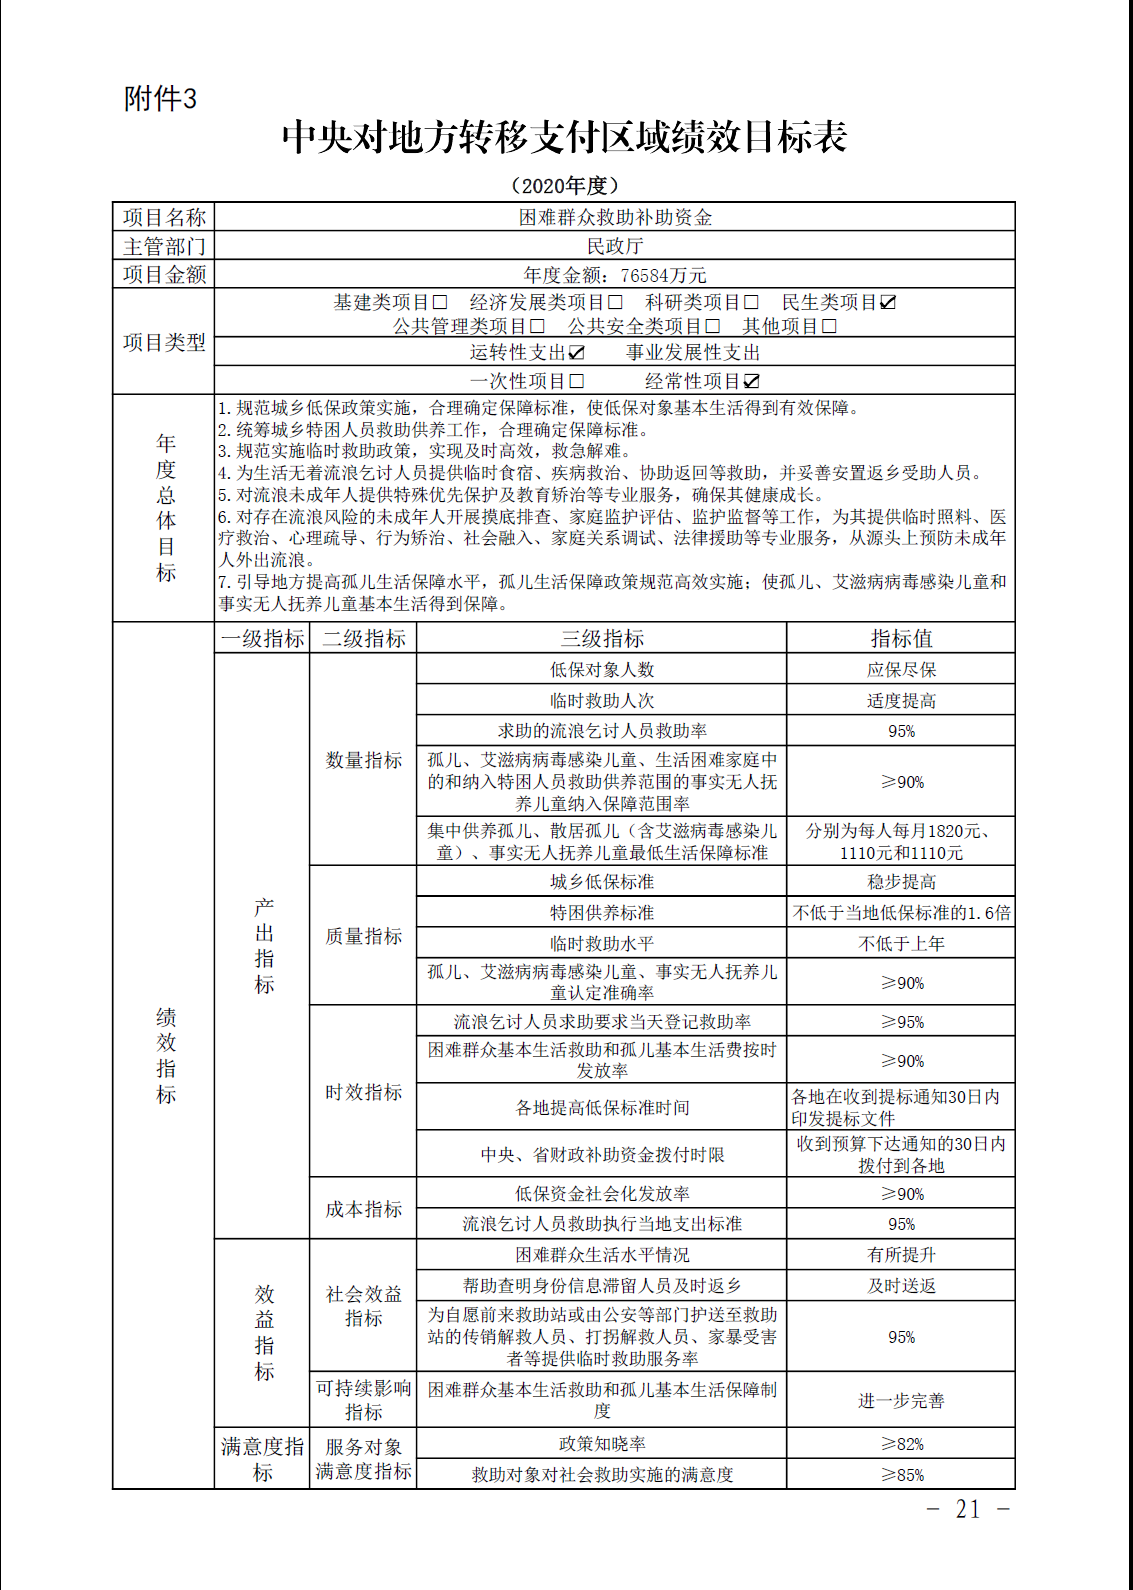 附件3
中央对地方转移支付区域绩效目标表
（2020年度）
项目名称
困难群众救助补助资金
主管部门
民政厅
项目金额
年度金额：76584万元
项目类型
基建类项目□ 经济发展类项目□ 科研类项目□ 民生类项目☑
公共管理类项目□ 公共安全类项目□ 其他项目□
运转性支出☑ 事业发展性支出
一次性项目□ 经常性项目☑
年度总体目标
1.规范城乡低保政策实施，合理确定保障标准，使低保对象基本生活得到有效保障。
2.统筹城乡特困人员救助供养工作，合理确定保障标准。
3.规范实施临时救助政策，实现及时高效，救急解难。
4.为生活无着流浪乞讨人员提供临时食宿、疾病救治、协助返回等救助，并妥善安置返乡受助人员。
5.对流浪未成年人提供特殊优先保护及教育矫治等专业服务，确保其健康成长。
6.对存在流浪风险的未成年人开展摸底排查、家庭监护评估、监护监督等工作，为其提供临时照料、医
疗救治、心理疏导、行为矫治、社会融入、家庭关系调试、法律援助等专业服务，从源头上预防未成年
人外出流浪。
7.引导地方提高孤儿生活保障水平，孤儿生活保障政策规范高效实施；使孤儿、艾滋病病毒感染儿童和
事实无人抚养儿童基本生活得到保障。
绩效指标
一级指标 二级指标 三级指标 指标值
产出指标
数量指标
低保对象人数 应保尽保
临时救助人次 适度提高
求助的流浪乞讨人员救助率 95%
孤儿、艾滋病病毒感染儿童、生活困难家庭中
的和纳入特困人员救助供养范围的事实无人抚
养儿童纳入保障范围率
≥90%
集中供养孤儿、散居孤儿（含艾滋病毒感染儿
童）、事实无人抚养儿童最低生活保障标准
分别为每人每月1820元、
1110元和1110元
质量指标
城乡低保标准 稳步提高
特困供养标准 不低于当地低保标准的1.6倍
临时救助水平 不低于上年
孤儿、艾滋病病毒感染儿童、事实无人抚养儿
童认定准确率
≥90%
时效指标
流浪乞讨人员求助要求当天登记救助率 ≥95%
困难群众基本生活救助和孤儿基本生活费按时
发放率
≥90%
各地提高低保标准时间
各地在收到提标通知30日内
印发提标文件
中央、省财政补助资金拨付时限
收到预算下达通知的30日内
拨付到各地
成本指标
低保资金社会化发放率 ≥90%
流浪乞讨人员救助执行当地支出标准 95%
效益指标
社会效益
指标
困难群众生活水平情况 有所提升
帮助查明身份信息滞留人员及时返乡 及时送返
为自愿前来救助站或由公安等部门护送至救助
站的传销解救人员、打拐解救人员、家暴受害
者等提供临时救助服务率
95%
可持续影响
指标
困难群众基本生活救助和孤儿基本生活保障制
度
进一步完善
满意度指
标
服务对象
满意度指标
政策知晓率 ≥82%
救助对象对社会救助实施的满意度 ≥85%
- 21 -